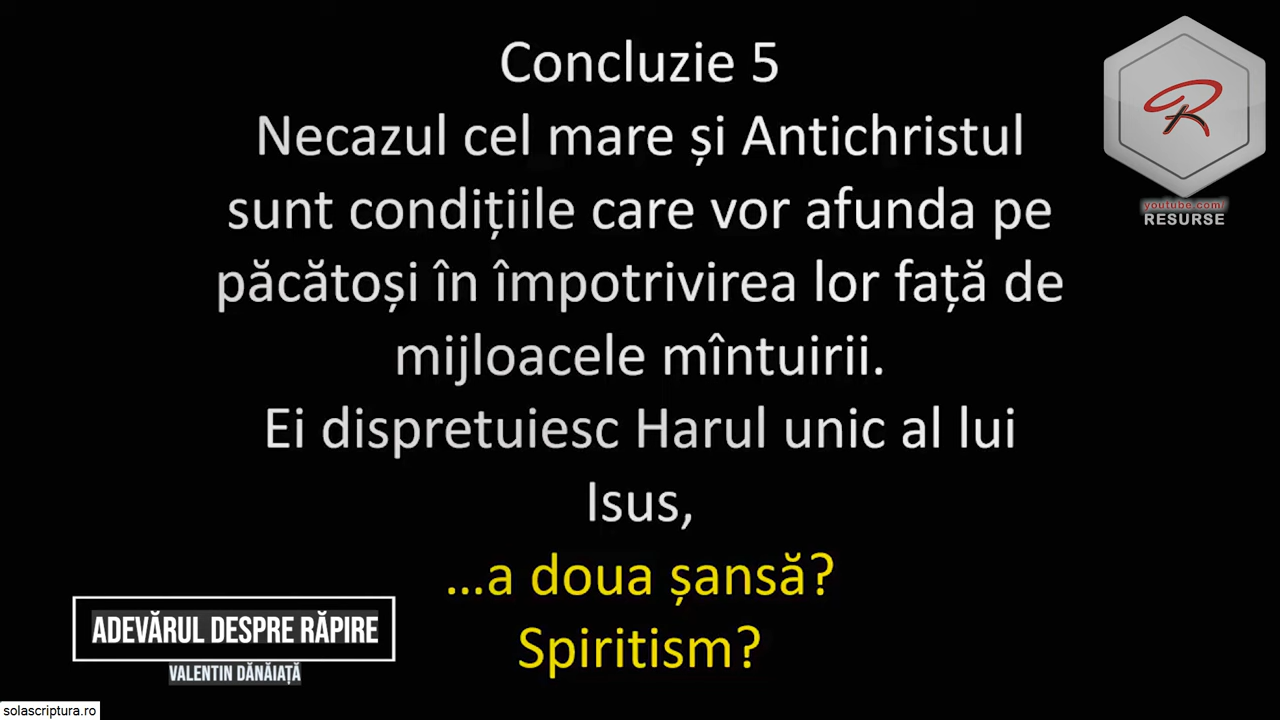 Concluzie 5
Necazul cel mare și Antichristul
sunt condițiile care vor afunda pe
păcătoși în împotrivirea lor față de
mijloacele mîntuirii.
Ei dispretuiesc Harul unic al lui
Isus,
...a doua șansă?
Spiritism?
R
youtube.com/
RESURSE
ADEVĂRUL DESPRE RĂPIRE
VALENTIN DĂNĂIAȚĂ
solascriptura.ro